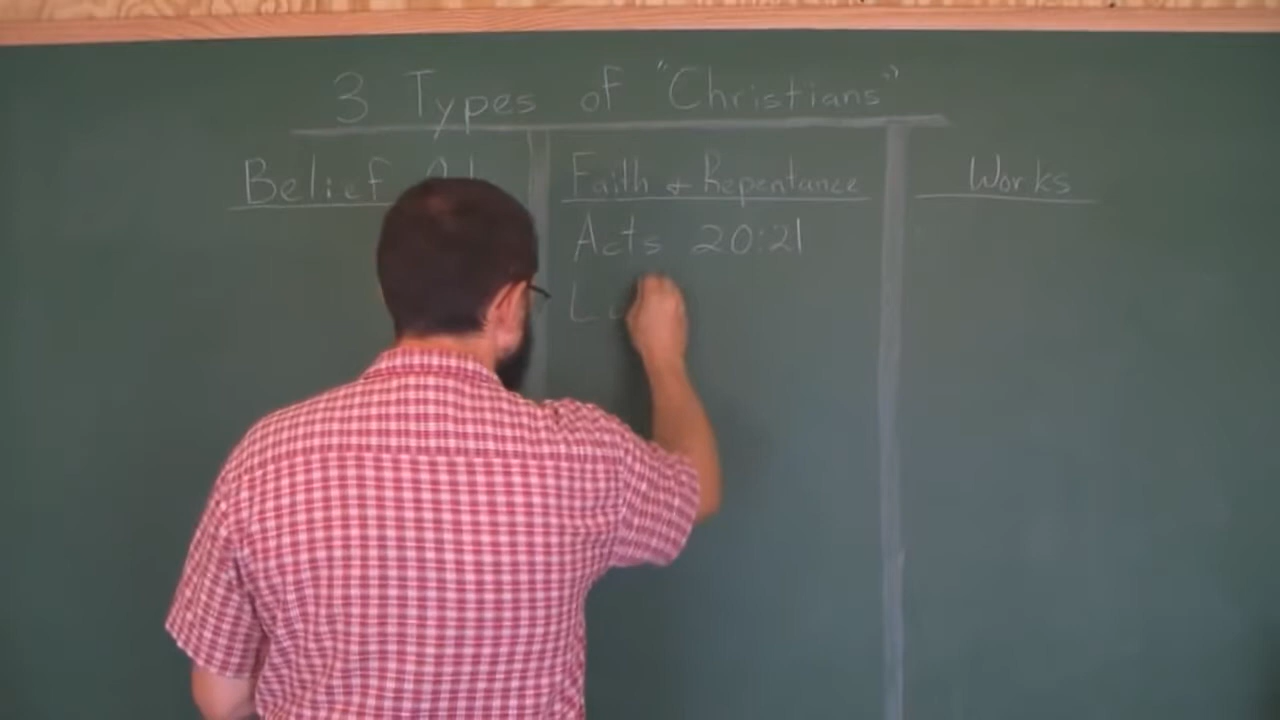 3 Types of "Christians"
Belief
Faith & Repentance
Works
Acts 20:21